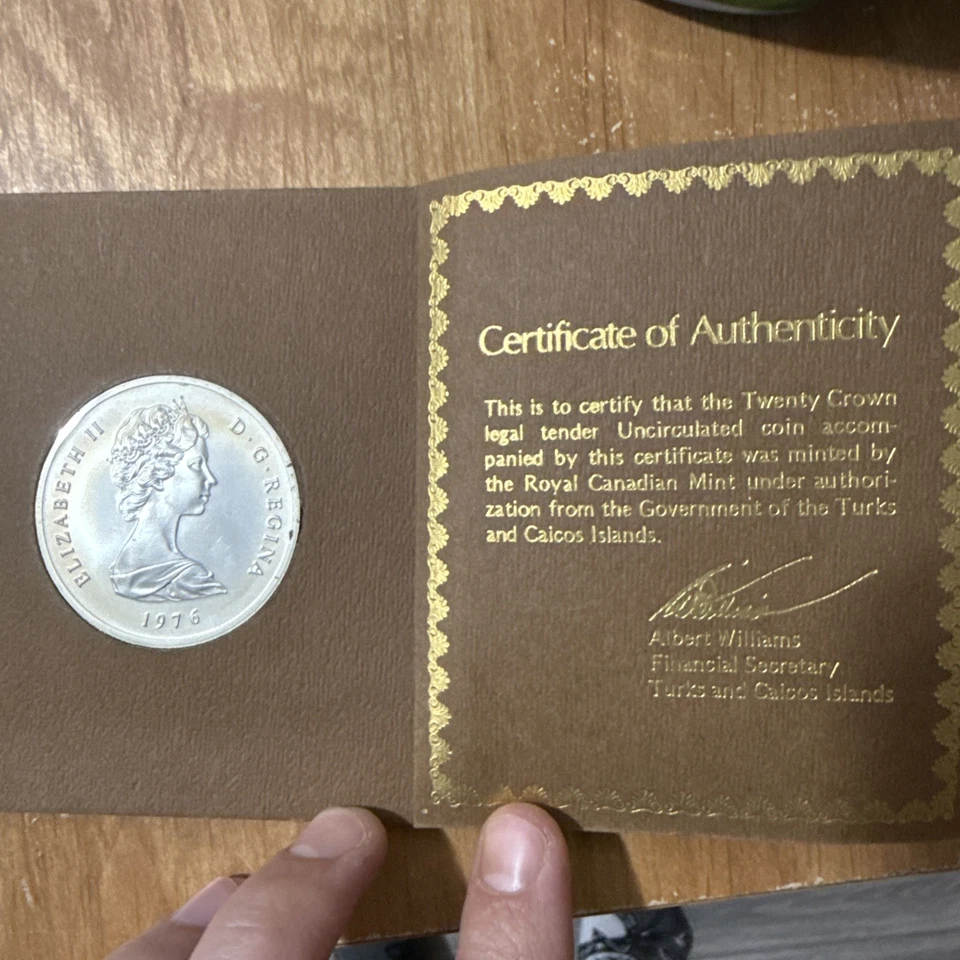 ELIZABETH II D·G·REGINA
1976
Certificate of Authenticity
This is to certify that the Twenty Crown
legal tender Uncirculated coin accom-
panied by this certificate was minted by
the Royal Canadian Mint under authori-
zation from the Government of the Turks
and Caicos Islands.
Albert Williams
Financial Secretary
Turks and Caicos Islands